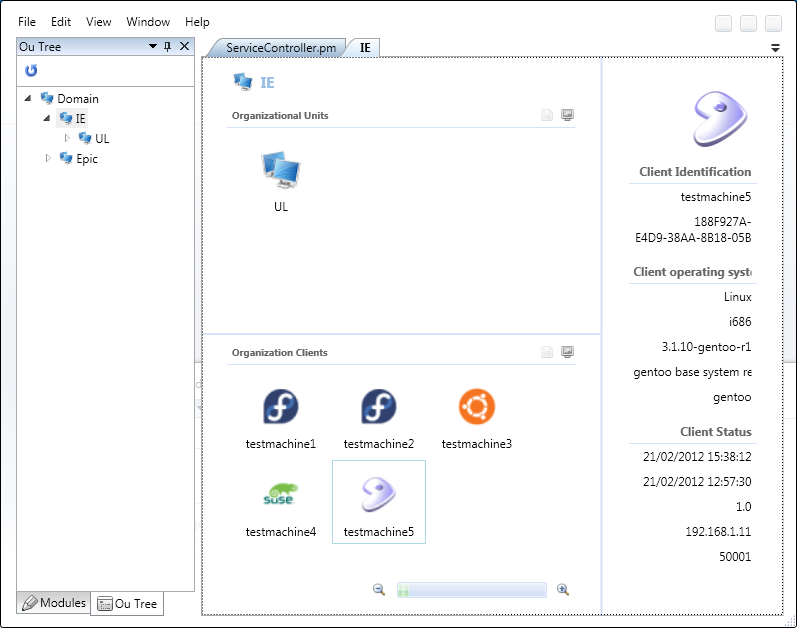 File Edit View Window Help
Ou Tree
Domain
IE
UL
Epic
Modules
Ou Tree
ServiceController.pm
IE
IE
Organizational Units
UL
Organization Clients
testmachine1
testmachine2
testmachine3
suse
testmachine4
testmachine5
Client Identification
testmachine5
188F927A-
E4D9-38AA-8B18-05B
Client operating syst
Linux
i686
3.1.10-gentoo-r1
gentoo base system re
gentoo
Client Status
21/02/2012 15:38:12
21/02/2012 12:57:30
1.0
192.168.1.11
50001